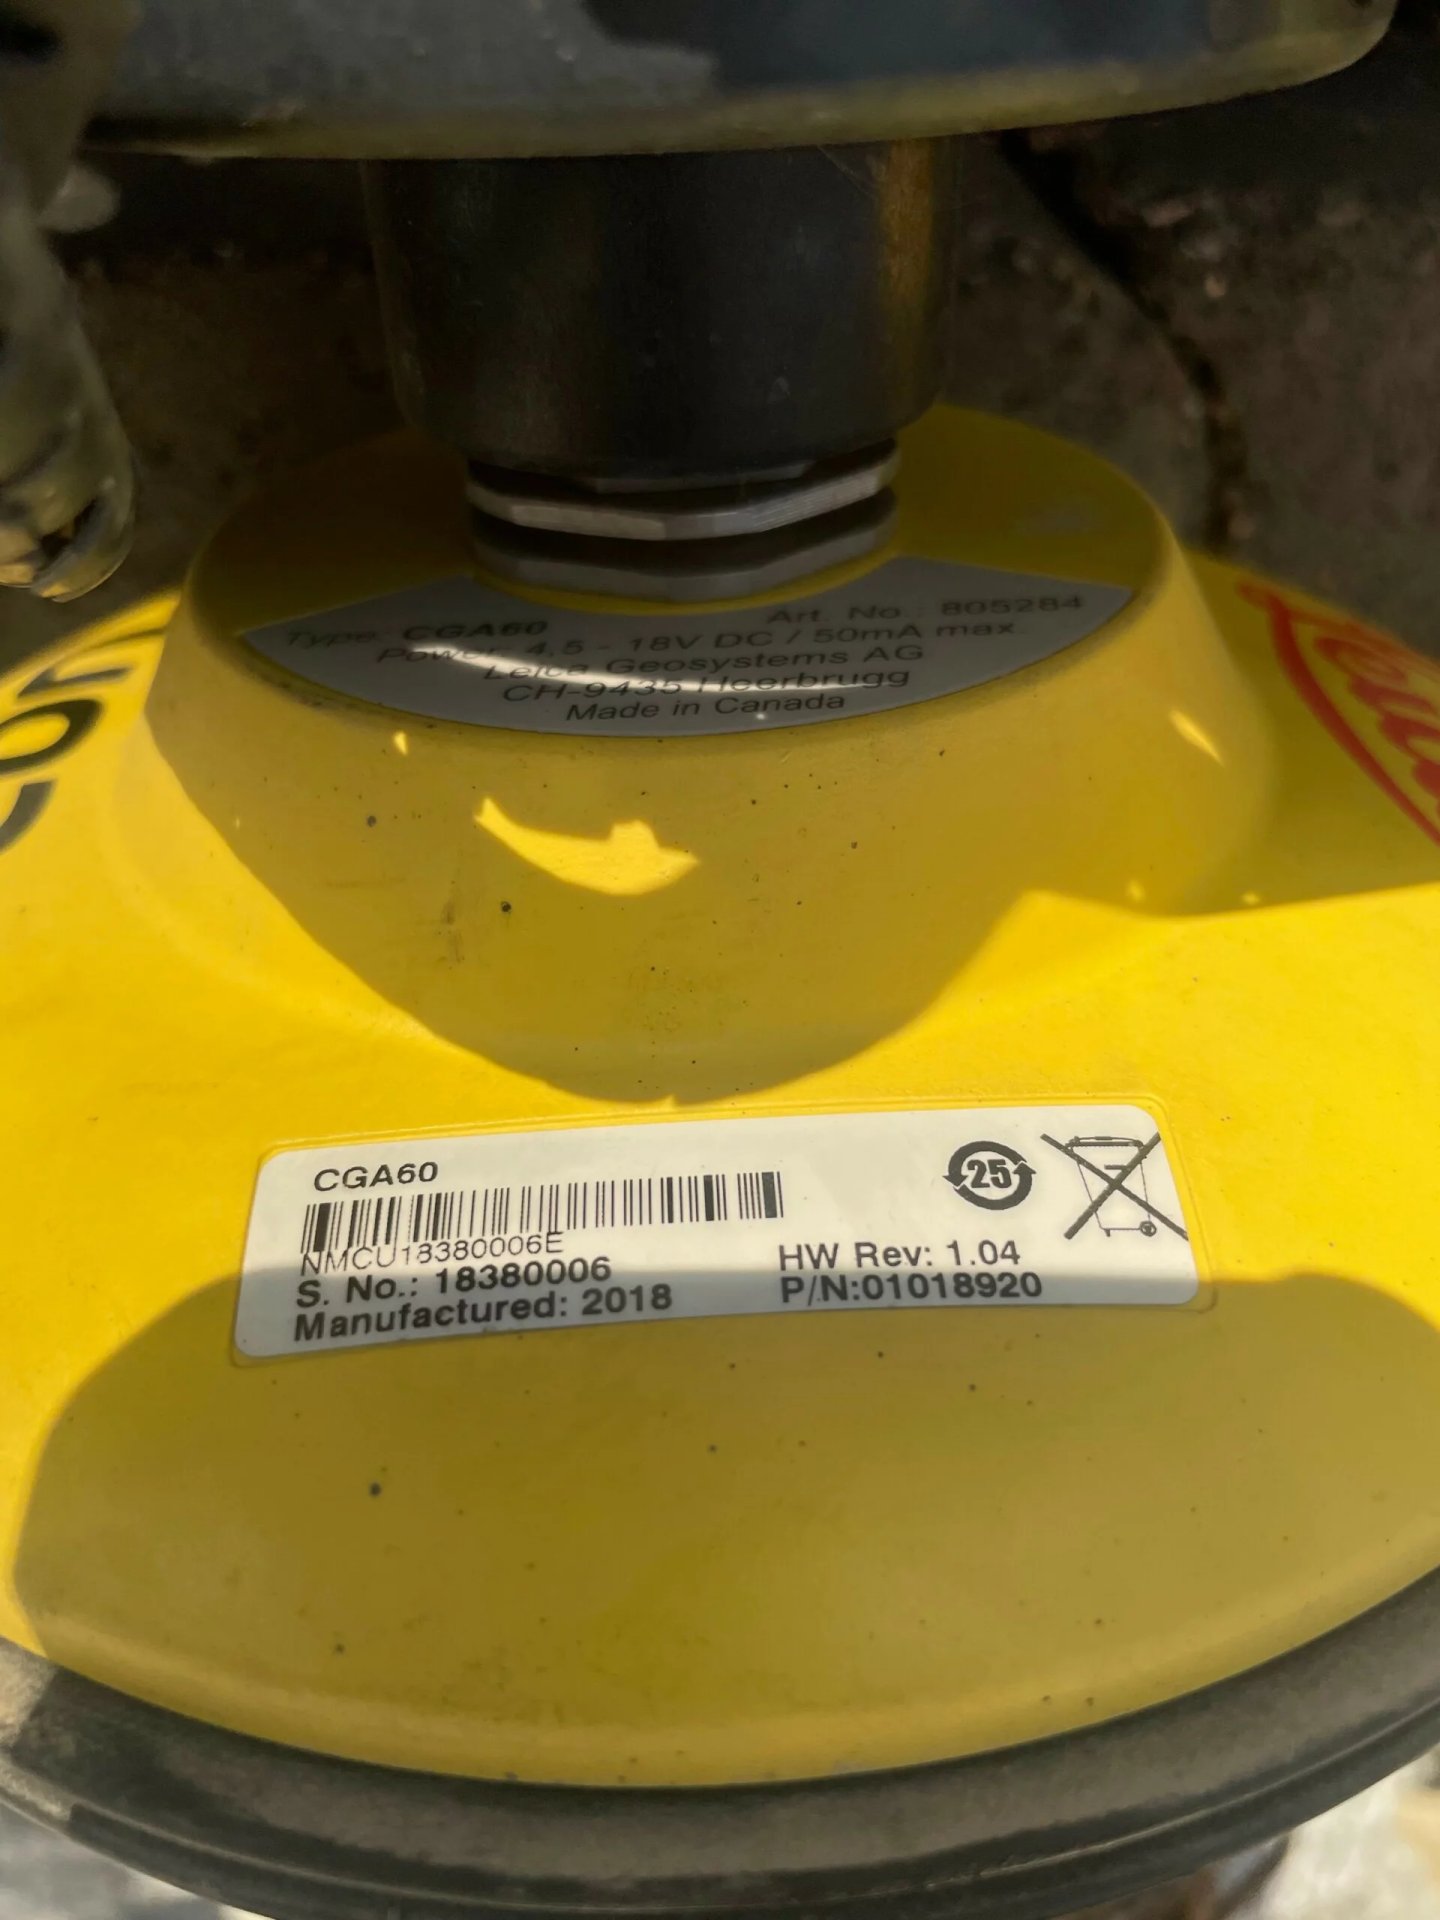 Type: CGA60 Art. No.: 805284
Power: 4,5 - 18V DC / 50mA max.
Leica Geosystems AG
CH-9435 Heerbrugg
Made in Canada
CGA60
25
NMCU18380006E
S. No.: 18380006
HW Rev: 1.04
Manufactured: 2018
P/N:01018920